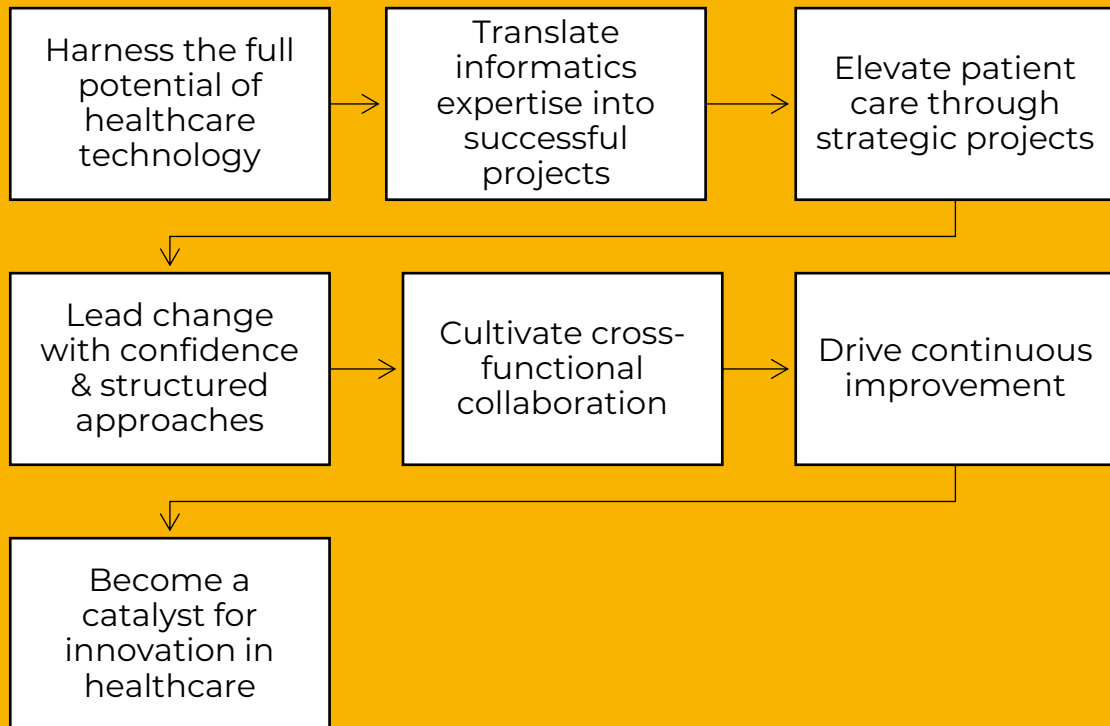 Harness the full
potential of
healthcare
technology
Translate
informatics
expertise into
successful
projects
Elevate patient
care through
strategic projects
Lead change
with confidence
& structured
approaches
Cultivate cross-
functional
collaboration
Drive continuous
improvement
Become a
catalyst for
innovation in
healthcare